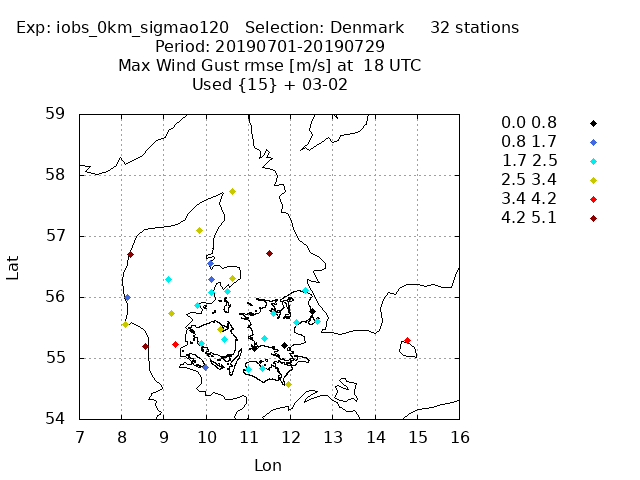 Exp: iobs_0km_sigmao120 Selection: Denmark 32 stations
Period: 20190701-20190729
Max Wind Gust rmse [m/s] at 18 UTC
Used {15} + 03-02
59
58
57
56
55
54
Lat
7 8 9 10 11 12 13 14 15 16
Lon
0.0 0.8
0.8 1.7
1.7 2.5
2.5 3.4
3.4 4.2
4.2 5.1